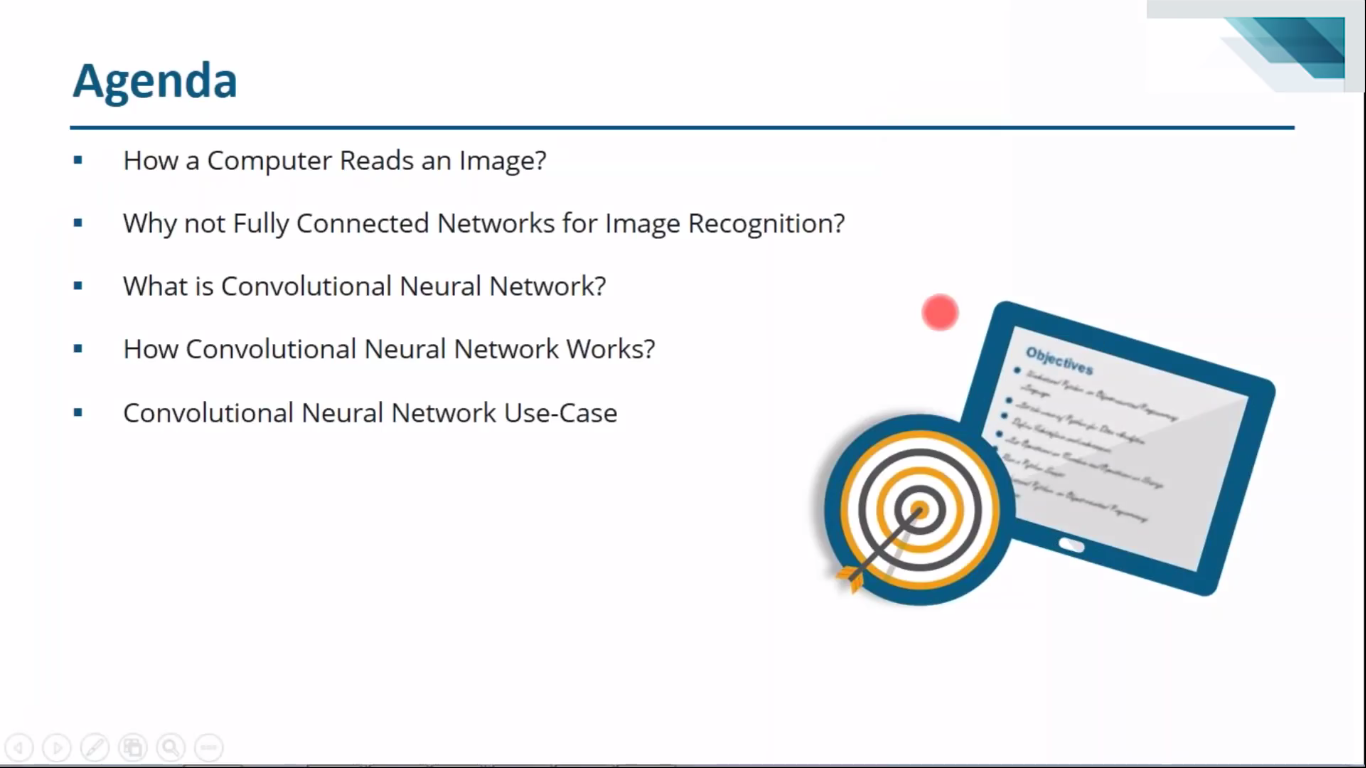 Agenda
How a Computer Reads an Image?
Why not Fully Connected Networks for Image Recognition?
What is Convolutional Neural Network?
How Convolutional Neural Network Works?
Convolutional Neural Network Use-Case
Objectives